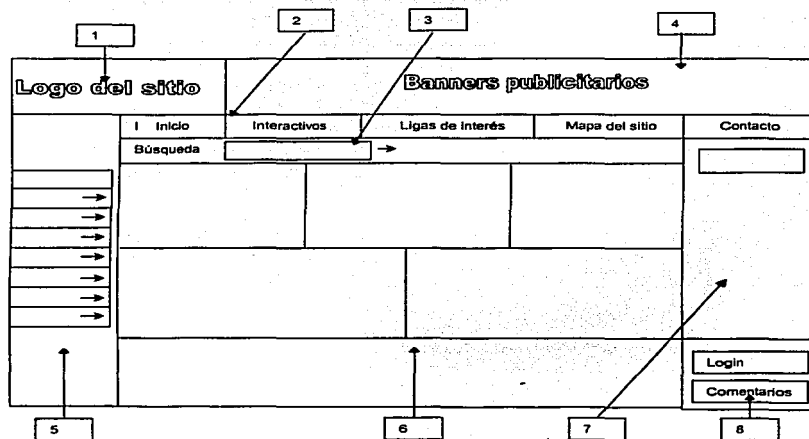 1 2 3 4
Logo del sitio Banners publicitarios
I Inicio Interactivos Ligas de Interés Mapa del sitio Contacto
Búsqueda
Login
Comentarios
5 6 7 8